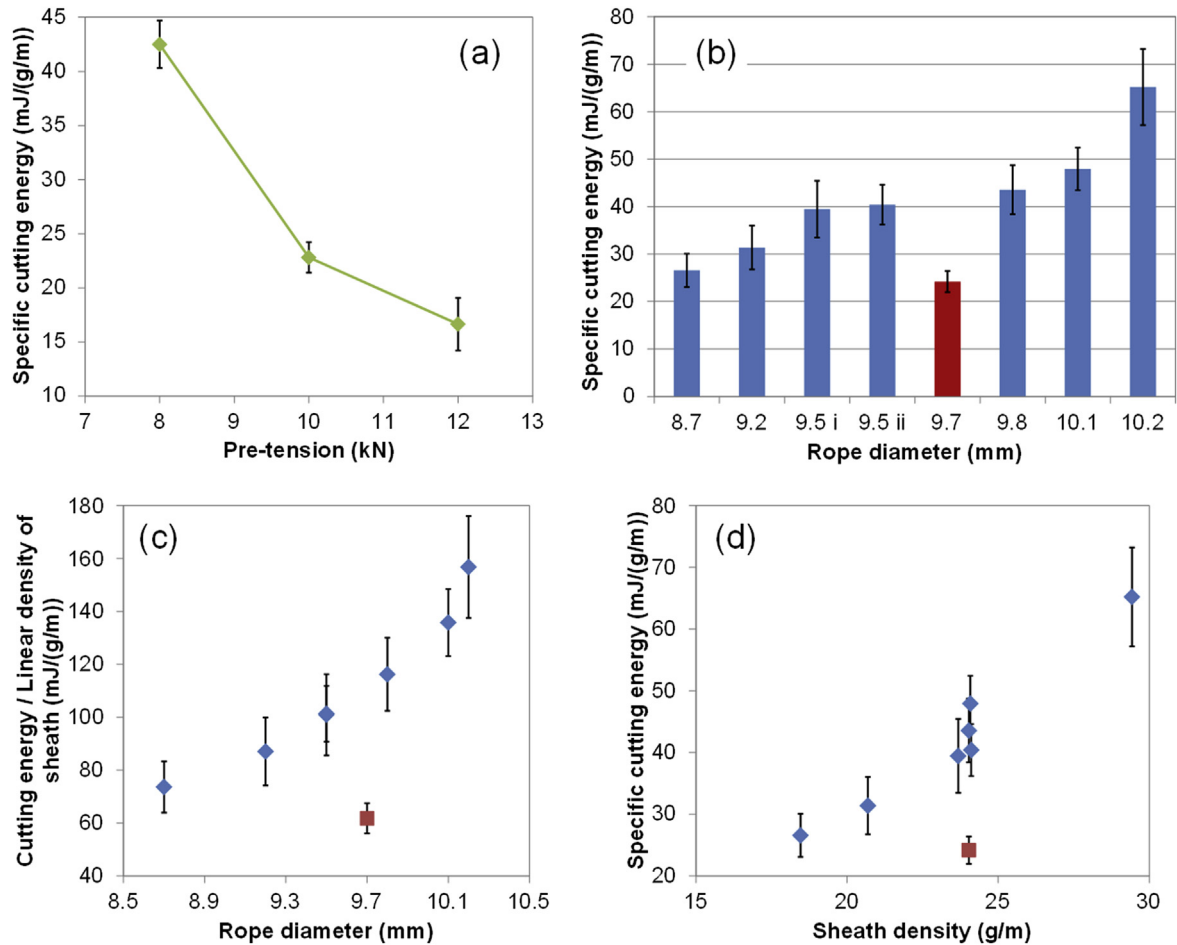 (a)
Specific cutting energy (mJ/(g/m))
45
40
35
30
25
20
15
10
7 8 9 10 11 12 13
Pre-tension (kN)
(b)
Specific cutting energy (mJ/(g/m))
80
70
60
50
40
30
20
10
0
8.7 9.2 9.5 i 9.5 ii 9.7 9.8 10.1 10.2
Rope diameter (mm)
(c)
Cutting energy / Linear density of
sheath (mJ/(g/m))
180
160
140
120
100
80
60
40
8.5 8.9 9.3 9.7 10.1 10.5
Rope diameter (mm)
(d)
Specific cutting energy (mJ/(g/m))
80
70
60
50
40
30
20
15 20 25 30
Sheath density (g/m)